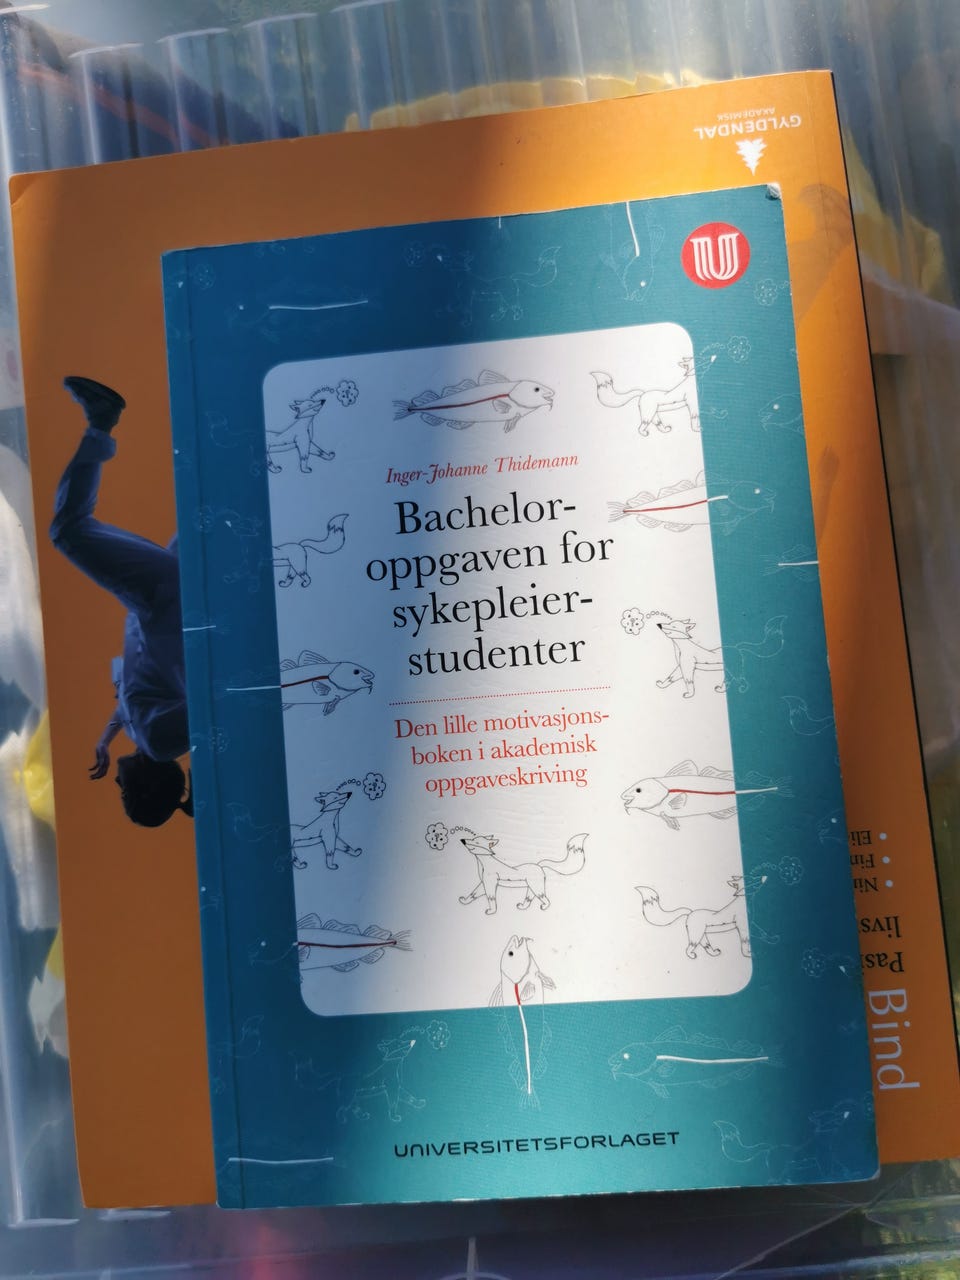 GYLDENDAL
AKADEMISK
Inger-Johanne Thidemann
Bachelor-
oppgaven for
sykepleier-
studenter
Den lille motivasjons-
boken i akademisk
oppgaveskriving
UNIVERSITETSFORLAGET
Bind